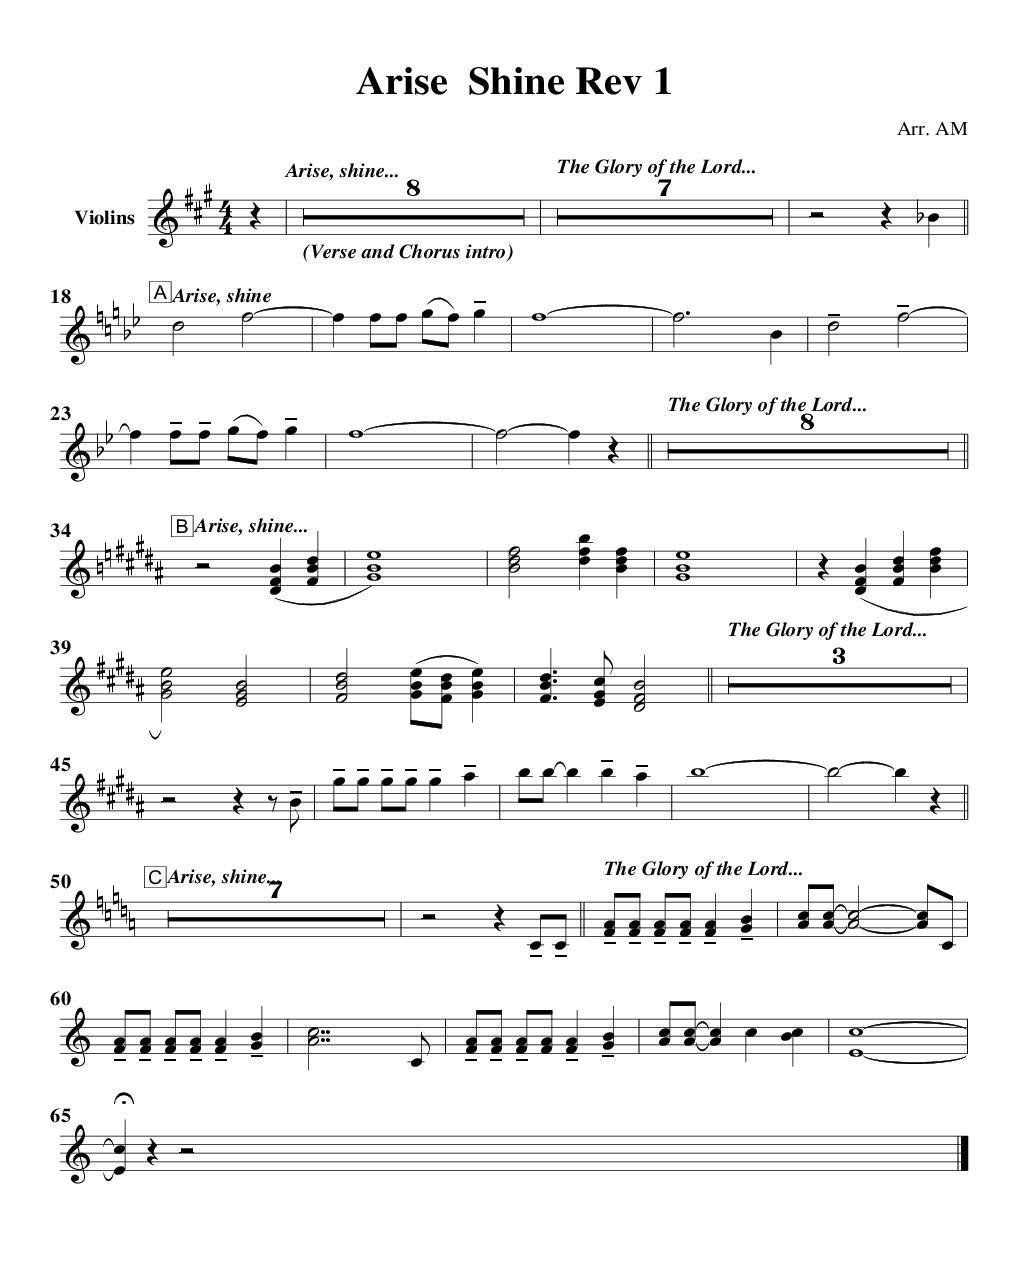 Arise  Shine Rev 1
Arr. AM
Arise, shine...
The Glory of the Lord...
8
7
Violins
4
4
(Verse and Chorus intro)
18
A Arise, shine
23
The Glory of the Lord...
8
34
B Arise, shine...
39
The Glory of the Lord...
3
45
50
C Arise, shine...
7
The Glory of the Lord...
60
65